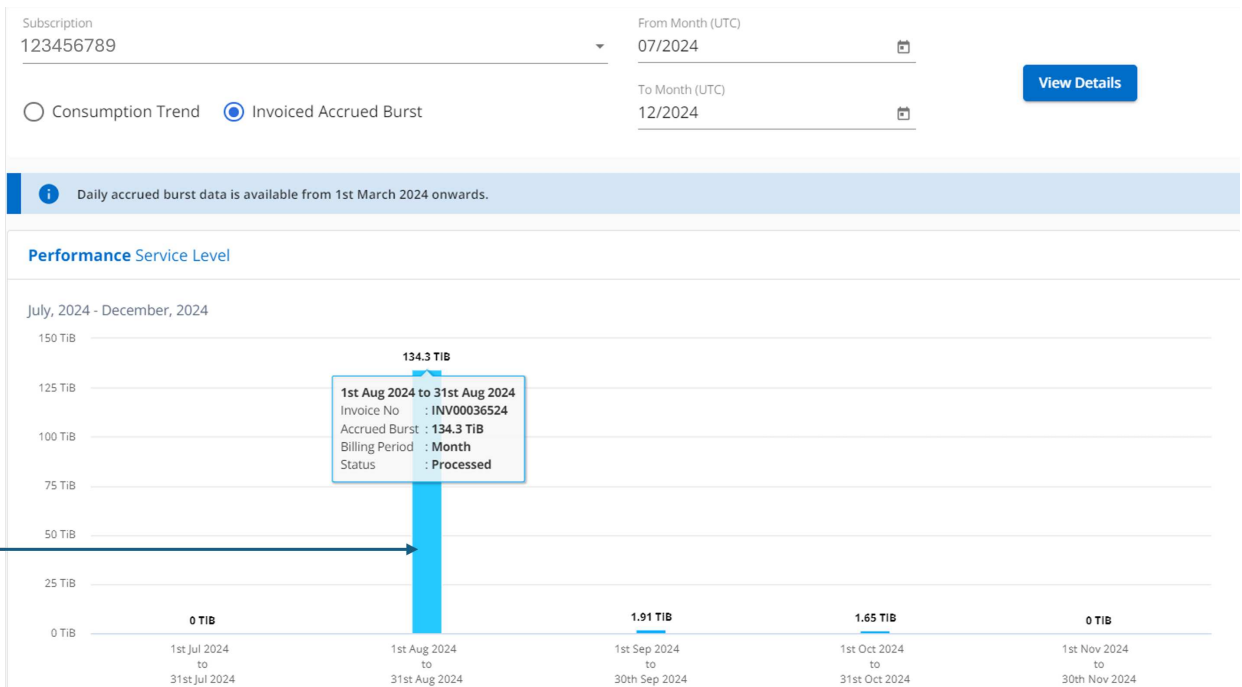 Subscription
123456789
From Month (UTC)
07/2024
View Details
Consumption Trend
Invoiced Accrued Burst
To Month (UTC)
12/2024
Daily accrued burst data is available from 1st March 2024 onwards.
Performance Service Level
July, 2024 - December, 2024
150 TiB
125 TiB
100 TiB
75 TiB
50 TiB
25 TiB
0 TiB
134.3 TIB
1st Aug 2024 to 31st Aug 2024
Invoice No : INV00036524
Accrued Burst : 134.3 TiB
Billing Period : Month
Status : Processed
0 TIB
1.91 TIB
1.65 TIB
0 TIB
1st Jul 2024
to
31st Jul 2024
1st Aug 2024
to
31st Aug 2024
1st Sep 2024
to
30th Sep 2024
1st Oct 2024
to
31st Oct 2024
1st Nov 2024
to
30th Nov 2024